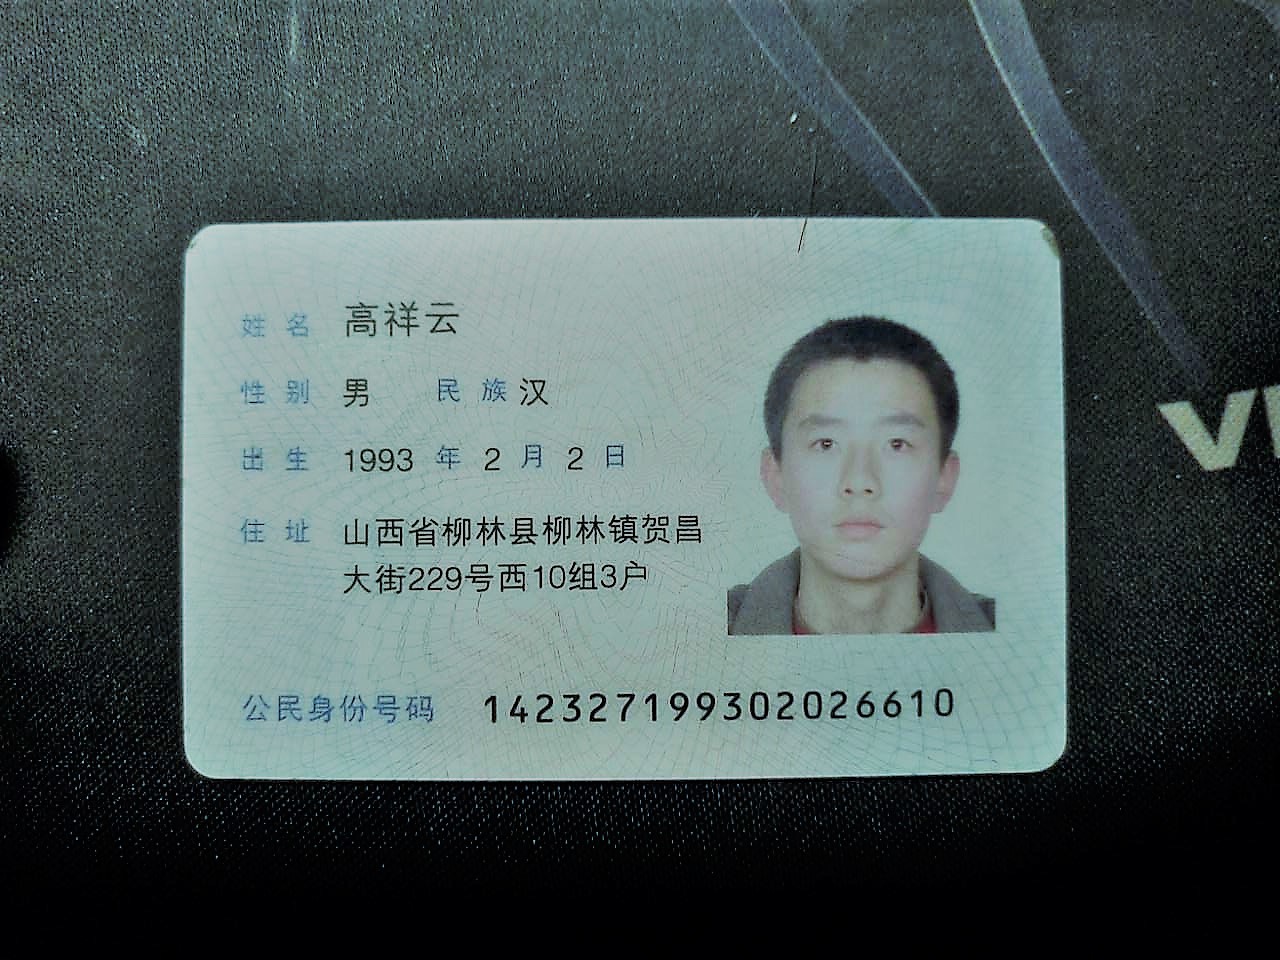 姓名 高祥云
性别 男 民族 汉
出生 1993 年 2 月 2 日
住址 山西省柳林县柳林镇贺昌
大街229号西10组3户
公民身份号码 142327199302026610